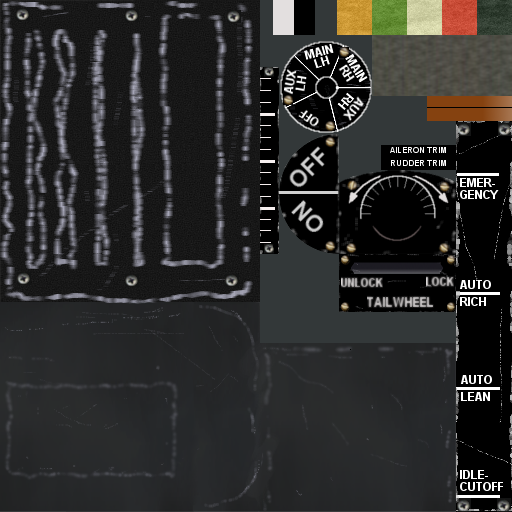 MAIN
LH
MAIN
RH
AUX
RH
OFF
AUX
LH
OFF
NO
AILERON TRIM
RUDDER TRIM
UNLOCK LOCK
TAILWHEEL
EMER-
GENCY
AUTO
RICH
AUTO
LEAN
IDLE-
CUTOFF